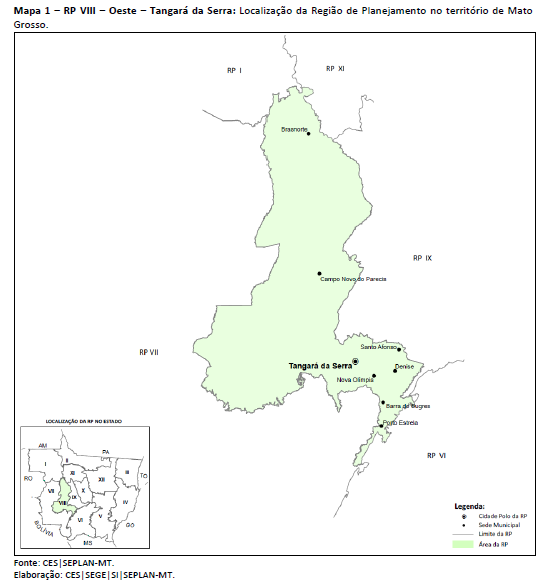 Mapa 1 – RP VIII – Oeste – Tangará da Serra: Localização da Região de Planejamento no território de Mato
Grosso.
RP I
RP XI
Brasnorte
RP IX
Campo Novo do Parecis
RP VII
Santo Afonso
Tangará da Serra
Denise
Nova Olímpia
Barra do Bugres
Porto Estrela
RP VI
LOCALIZAÇÃO DA RP NO ESTADO
AM
PA
I
II
III
XI
XII
RO
TO
VII
X
IX
IV
VIII
V
VI
GO
BOLÍVIA
MS
Legenda:
Cidade Polo da RP
Sede Municipal
Limite da RP
Área da RP
Fonte: CES|SEPLAN-MT.
Elaboração: CES|SEGE|SI|SEPLAN-MT.